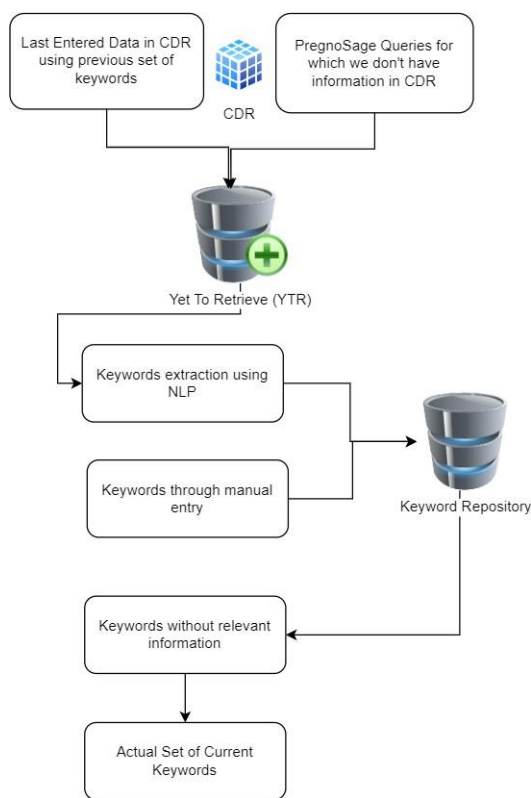 Last Entered Data in CDR
using previous set of
keywords
CDR
PregnoSage Queries for
which we don't have
information in CDR
Yet To Retrieve (YTR)
Keywords extraction using
NLP
Keywords through manual
entry
Keyword Repository
Keywords without relevant
information
Actual Set of Current
Keywords